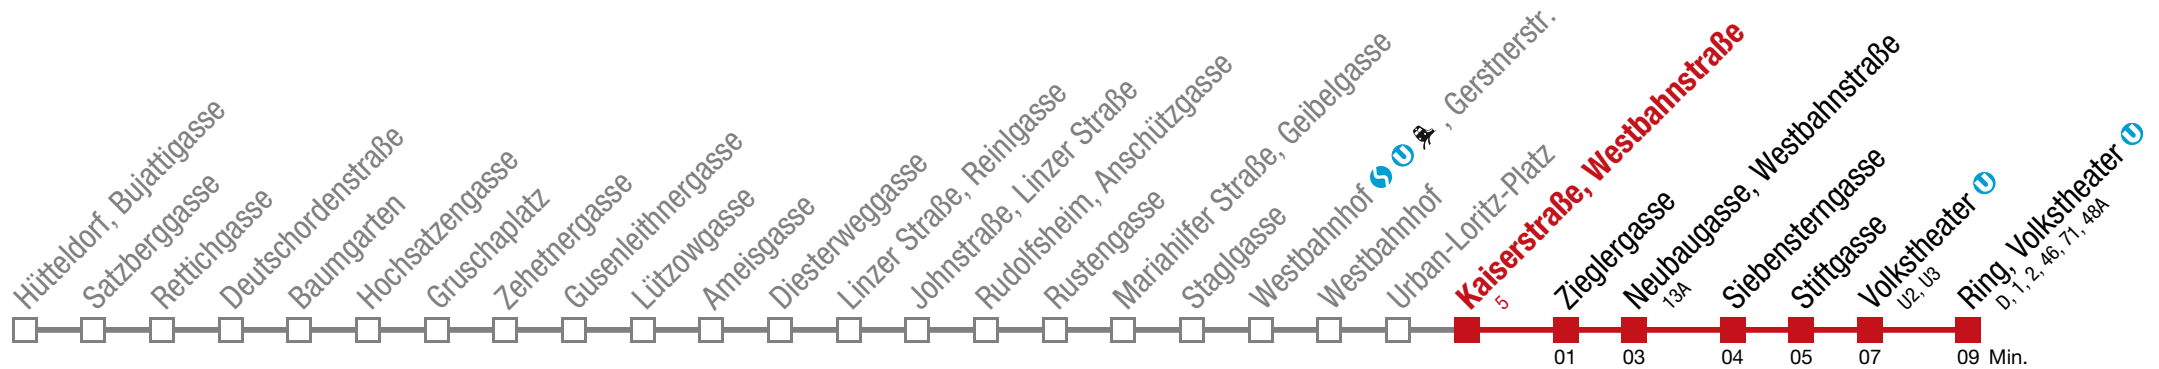 Hütteldorf, Bujattigasse
Satzberggasse
Rettichgasse
Deutschordenstraße
Baumgarten
Hochsatzengasse
Gruschaplatz
Zehetnergasse
Gusenleithnergasse
Lützowgasse
Ameisgasse
Diesterweggasse
Linzer Straße, Reinlgasse
Johnstraße, Linzer Straße
Rudolfsheim, Anschützgasse
Rustengasse
Mariahilfer Straße, Geibelgasse
Staglgasse
Westbahnhof S U , Gerstnerstr.
Westbahnhof
Urban-Loritz-Platz
Kaiserstraße, Westbahnstraße
5
Zieglergasse
Neubaugasse, Westbahnstraße
13A
Siebensterngasse
Stiftgasse
Volkstheater U
U2, U3
Ring, Volkstheater U
D, 1, 2, 46, 71, 48A
01 03 04 05 07 09 Min.